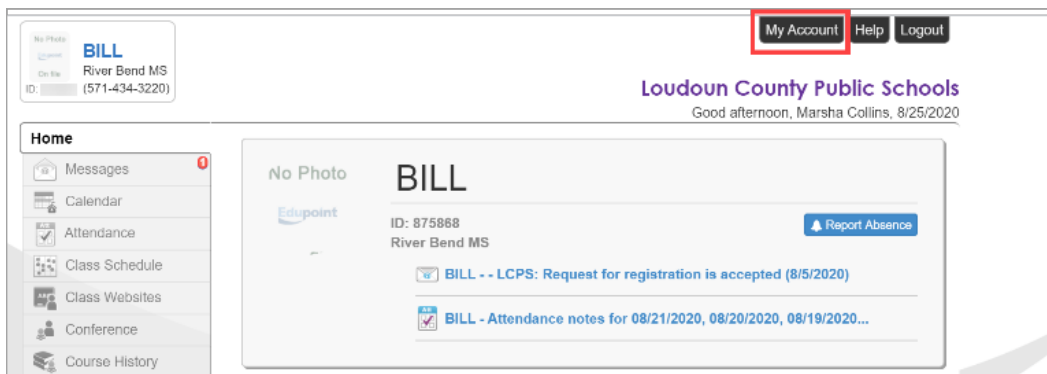 My Account Help Logout
No Photo
Edupoint
On file
BILL
River Bend MS
ID: (571-434-3220)
Loudoun County Public Schools
Good afternoon, Marsha Collins, 8/25/2020
Home
Messages
Calendar
Attendance
Class Schedule
Class Websites
Conference
Course History
No Photo
Edupoint
BILL
ID: 875868
River Bend MS
Report Absence
BILL - - LCPS: Request for registration is accepted (8/5/2020)
BILL - Attendance notes for 08/21/2020, 08/20/2020, 08/19/2020...